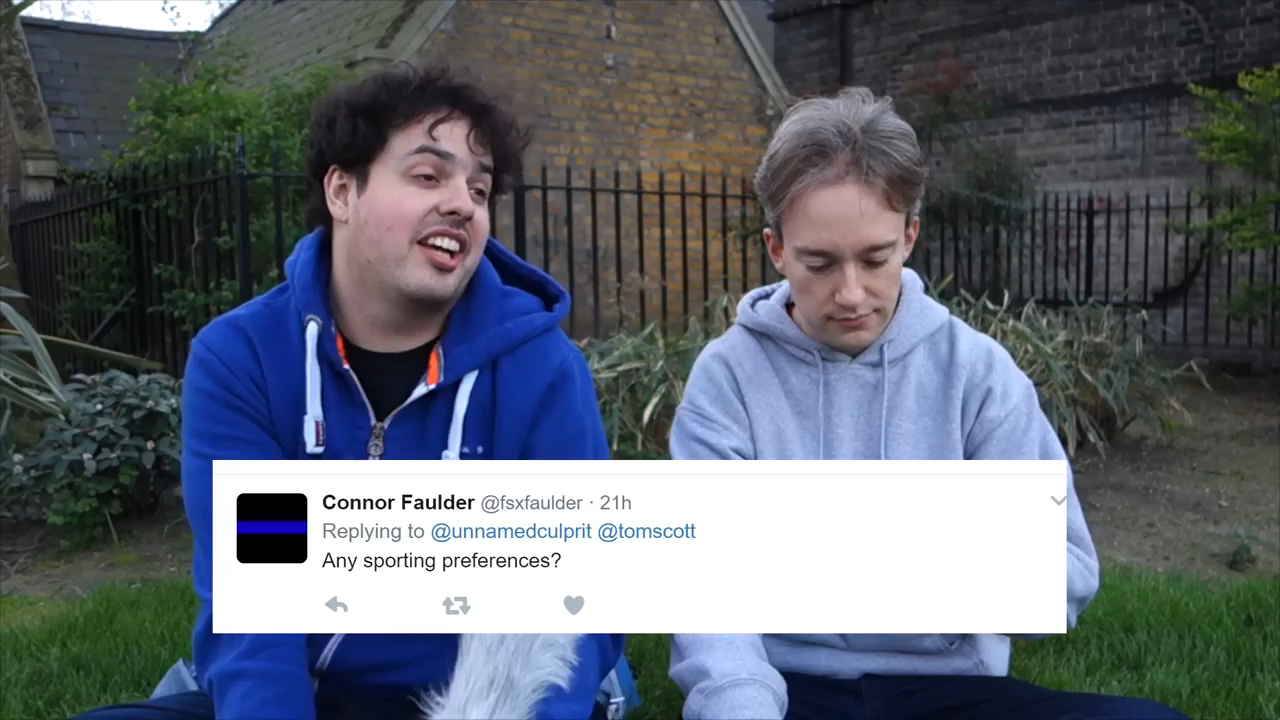 Connor Faulder @fsxfaulder · 21h
Replying to @unnamedculprit @tomscott
Any sporting preferences?